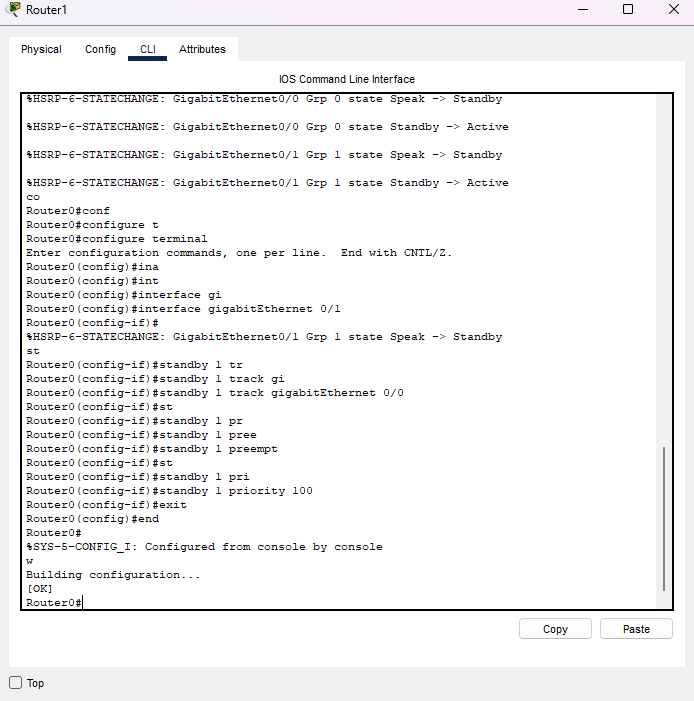 Router1
Physical Config CLI Attributes
IOS Command Line Interface
%HSRP-6-STATECHANGE: GigabitEthernet0/0 Grp 0 state Speak -> Standby
%HSRP-6-STATECHANGE: GigabitEthernet0/0 Grp 0 state Standby -> Active
%HSRP-6-STATECHANGE: GigabitEthernet0/1 Grp 1 state Speak -> Standby
%HSRP-6-STATECHANGE: GigabitEthernet0/1 Grp 1 state Standby -> Active
co
Router0#conf
Router0#configure t
Router0#configure terminal
Enter configuration commands, one per line.  End with CNTL/Z.
Router0(config)#ina
Router0(config)#int
Router0(config)#interface gi
Router0(config)#interface gigabitEthernet 0/1
Router0(config-if)#
%HSRP-6-STATECHANGE: GigabitEthernet0/1 Grp 1 state Speak -> Standby
st
Router0(config-if)#standby 1 tr
Router0(config-if)#standby 1 track gi
Router0(config-if)#standby 1 track gigabitEthernet 0/0
Router0(config-if)#st
Router0(config-if)#standby 1 pr
Router0(config-if)#standby 1 pree
Router0(config-if)#standby 1 preempt
Router0(config-if)#st
Router0(config-if)#standby 1 pri
Router0(config-if)#standby 1 priority 100
Router0(config-if)#exit
Router0(config)#end
Router0#
%SYS-5-CONFIG_I: Configured from console by console
w
Building configuration...
[OK]
Router0#
Copy Paste
Top